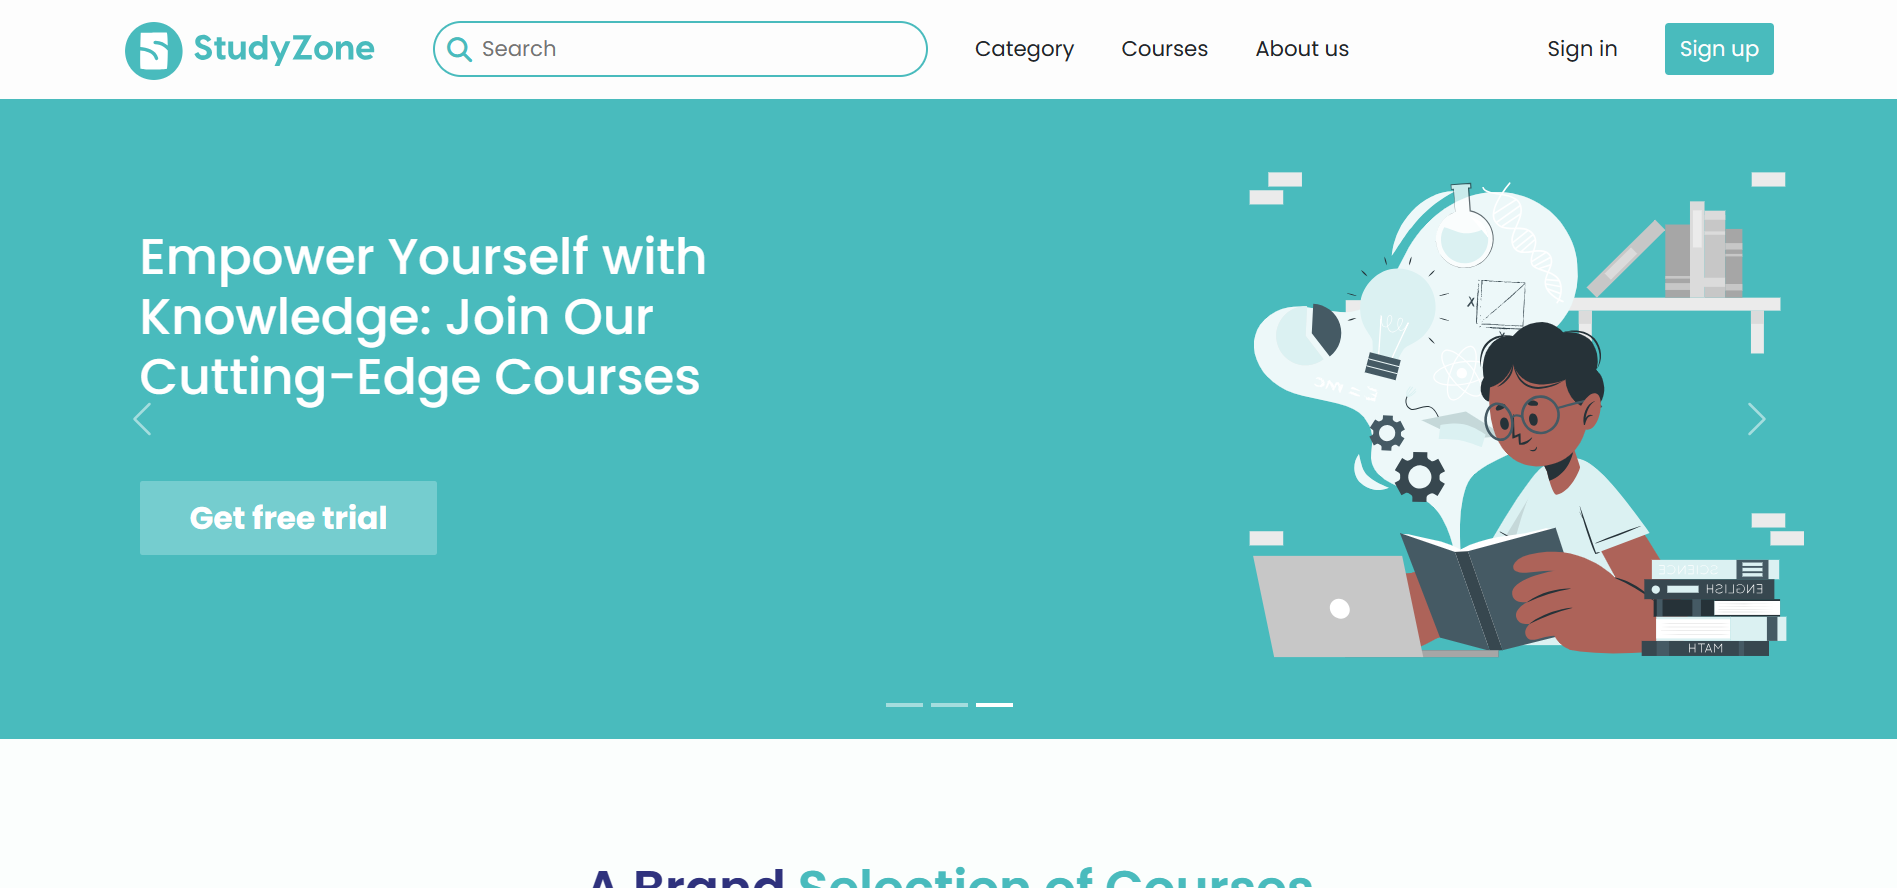 StudyZone
Search
Category
Courses
About us
Sign in
Sign up
Empower Yourself with
Knowledge: Join Our
Cutting-Edge Courses
Get free trial
E = MC
X
SCIENCE
ENGLISH
MATH
A Brand Selection of Courses